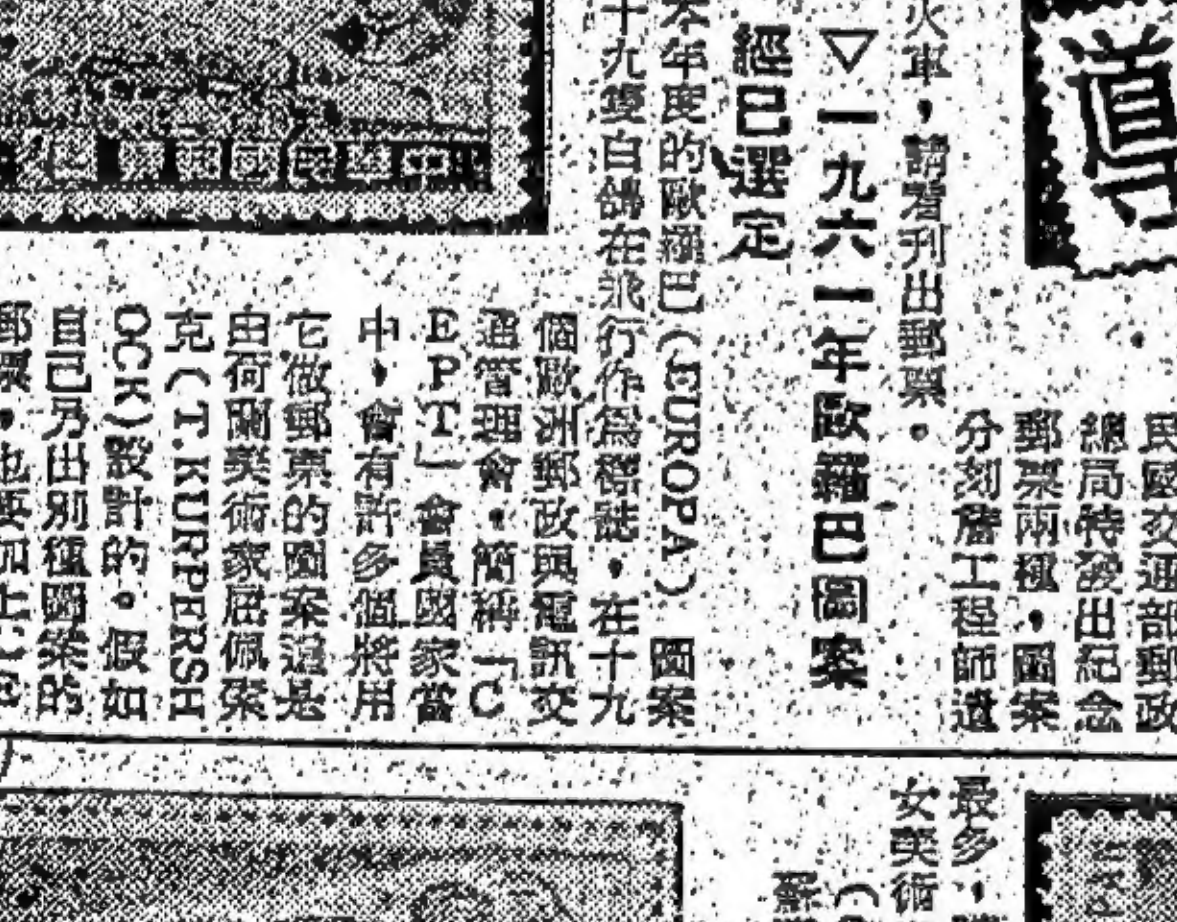 導
民國交通部郵政
總局特發出紀念
郵票兩種，圖案
分刻詹工程師遺
火車，請看刊出郵票。
▽一九六一年歐羅巴圖案
經已選定
本年度的歐羅巴(EUROPA)圖案
十九隻白鴿在飛行作爲標誌，在十九
個歐洲郵政與電訊交
通管理會，簡稱「C
EPT」會員國家當
中，會有許多個將用
它做郵票的圖案這是
由荷蘭美術家屈佩索
克(T.KURPERSH
OCK)設計的。假如
自己另出別種圖案的
郵票，也要加上CE
最多，
女美術